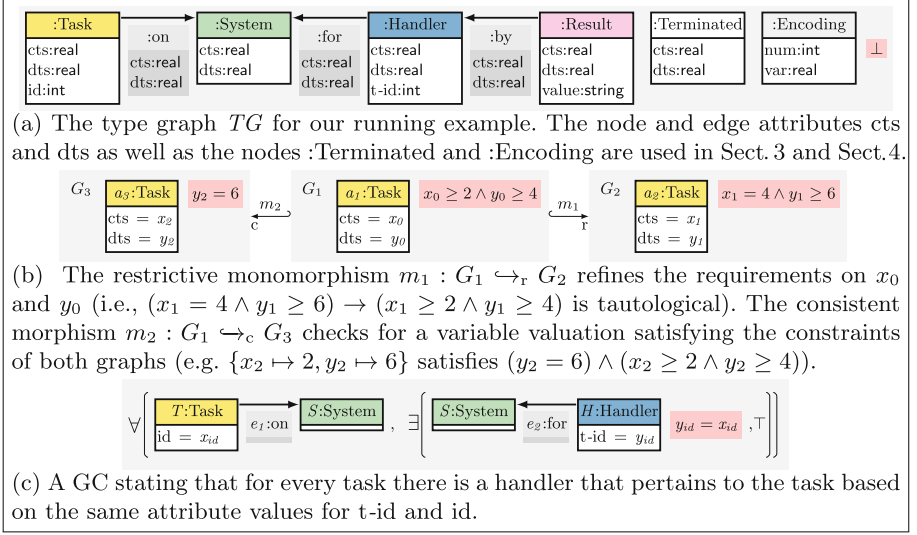 :Task :System :Handler :Result :Terminated :Encoding
:on :for :by
cts:real cts:real cts:real cts:real cts:real num:int
dts:real dts:real dts:real dts:real dts:real var:real ⊥
id:int t-id:int value:string
cts:real cts:real cts:real
dts:real dts:real dts:real
(a) The type graph TG for our running example. The node and edge attributes cts
and dts as well as the nodes :Terminated and :Encoding are used in Sect. 3 and Sect. 4.
G₃ a₃:Task y₂ = 6 G₁ a₁:Task x₀ ≥ 2 ∧ y₀ ≥ 4 G₂ a₂:Task x₁ = 4 ∧ y₁ ≥ 6
cts = x₂ m₂ cts = x₀ m₁ cts = x₁
dts = y₂ c dts = y₀ r dts = y₁
(b) The restrictive monomorphism m₁ : G₁ ↪ᵣ G₂ refines the requirements on x₀
and y₀ (i.e., (x₁ = 4 ∧ y₁ ≥ 6) → (x₁ ≥ 2 ∧ y₁ ≥ 4) is tautological). The consistent
morphism m₂ : G₁ ↪c G₃ checks for a variable valuation satisfying the constraints
of both graphs (e.g. {x₂ ↦ 2, y₂ ↦ 6} satisfies (y₂ = 6) ∧ (x₂ ≥ 2 ∧ y₂ ≥ 4)).
∀( T:Task e₁:on S:System , ∃( S:System e₂:for H:Handler y_id = x_id ,⊤))
id = x_id t-id = y_id
(c) A GC stating that for every task there is a handler that pertains to the task based
on the same attribute values for t-id and id.